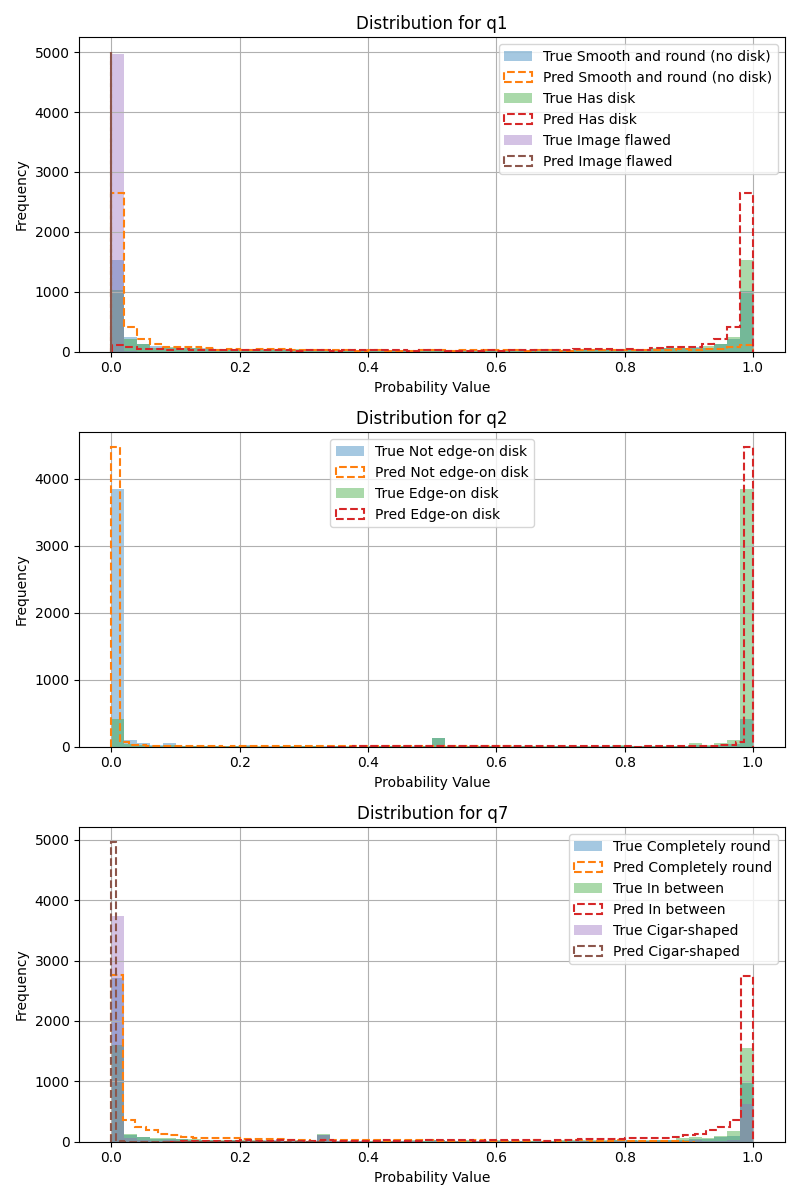 Distribution for q1
5000
4000
3000
2000
1000
0
Frequency
True Smooth and round (no disk)
Pred Smooth and round (no disk)
True Has disk
Pred Has disk
True Image flawed
Pred Image flawed
0.0 0.2 0.4 0.6 0.8 1.0
Probability Value
Distribution for q2
4000
3000
2000
1000
0
Frequency
True Not edge-on disk
Pred Not edge-on disk
True Edge-on disk
Pred Edge-on disk
0.0 0.2 0.4 0.6 0.8 1.0
Probability Value
Distribution for q7
5000
4000
3000
2000
1000
0
Frequency
True Completely round
Pred Completely round
True In between
Pred In between
True Cigar-shaped
Pred Cigar-shaped
0.0 0.2 0.4 0.6 0.8 1.0
Probability Value